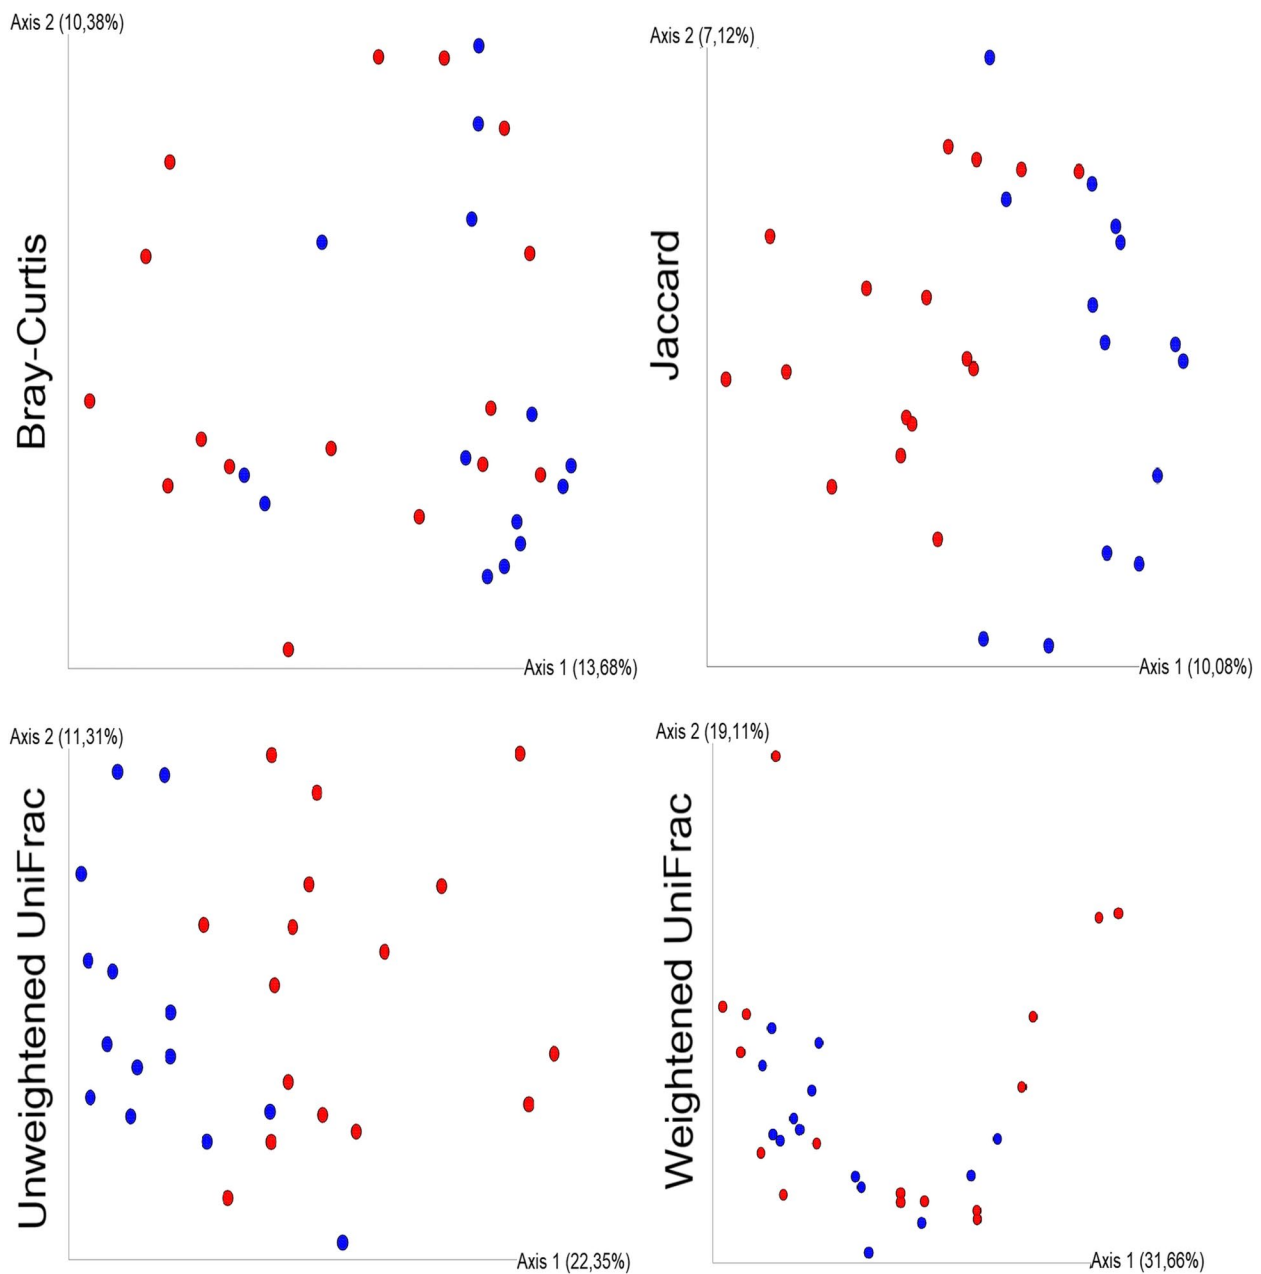 Axis 2 (10,38%)
Bray-Curtis
Axis 1 (13,68%)
Axis 2 (7,12%)
Jaccard
Axis 1 (10,08%)
Axis 2 (11,31%)
Unweightened UniFrac
Axis 1 (22,35%)
Axis 2 (19,11%)
Weightened UniFrac
Axis 1 (31,66%)